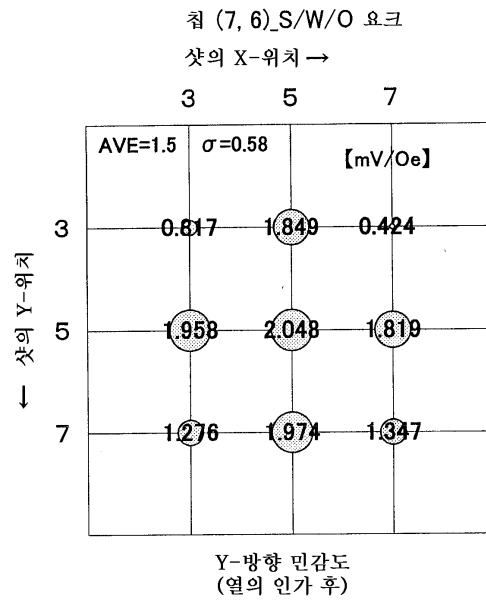 칩 (7, 6)_S/W/O 요크
샷의 X-위치 →
3 5 7
AVE=1.5 σ=0.58
【mV/Oe】
3 0.817 1.849 0.424
← 샷의 Y-위치
5 1.958 2.048 1.819
7 1.276 1.974 1.347
Y-방향 민감도
(열의 인가 후)